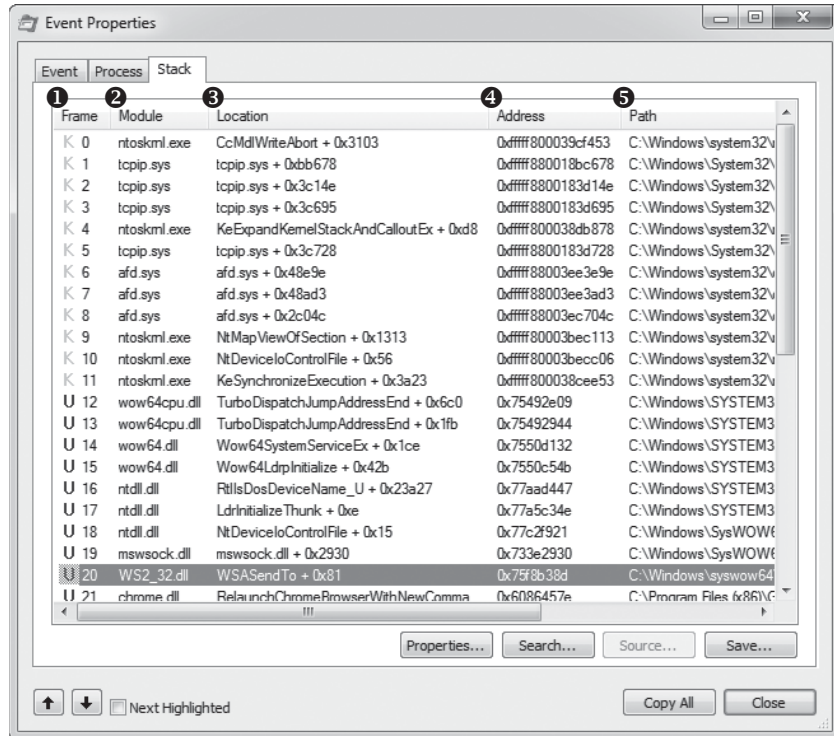 Event Properties
Event Process Stack
❶ ❷ ❸ ❹ ❺
Frame Module Location Address Path
K 0 ntoskrnl.exe CcMdlWriteAbort + 0x3103 0xfffff800039cf453 C:\Windows\system32\
K 1 tcpip.sys tcpip.sys + 0xbb678 0xfffff880018bc678 C:\Windows\System32\
K 2 tcpip.sys tcpip.sys + 0x3c14e 0xfffff8800183d14e C:\Windows\System32\
K 3 tcpip.sys tcpip.sys + 0x3c695 0xfffff8800183d695 C:\Windows\System32\
K 4 ntoskrnl.exe KeExpandKernelStackAndCalloutEx + 0xd8 0xfffff800038db878 C:\Windows\system32\
K 5 tcpip.sys tcpip.sys + 0x3c728 0xfffff8800183d728 C:\Windows\System32\
K 6 afd.sys afd.sys + 0x48e9e 0xfffff88003ee3e9e C:\Windows\system32\
K 7 afd.sys afd.sys + 0x48ad3 0xfffff88003ee3ad3 C:\Windows\system32\
K 8 afd.sys afd.sys + 0x2c04c 0xfffff88003ec704c C:\Windows\system32\
K 9 ntoskrnl.exe NtMapViewOfSection + 0x1313 0xfffff80003bec113 C:\Windows\system32\
K 10 ntoskrnl.exe NtDeviceIoControlFile + 0x56 0xfffff80003becc06 C:\Windows\system32\
K 11 ntoskrnl.exe KeSynchronizeExecution + 0x3a23 0xfffff800038cee53 C:\Windows\system32\
U 12 wow64cpu.dll TurboDispatchJumpAddressEnd + 0x6c0 0x75492e09 C:\Windows\SYSTEM3
U 13 wow64cpu.dll TurboDispatchJumpAddressEnd + 0x1fb 0x75492944 C:\Windows\SYSTEM3
U 14 wow64.dll Wow64SystemServiceEx + 0x1ce 0x7550d132 C:\Windows\SYSTEM3
U 15 wow64.dll Wow64LdrpInitialize + 0x42b 0x7550c54b C:\Windows\SYSTEM3
U 16 ntdll.dll RtlIsDosDeviceName_U + 0x23a27 0x77aad447 C:\Windows\SYSTEM3
U 17 ntdll.dll LdrInitializeThunk + 0xe 0x77a5c34e C:\Windows\SYSTEM3
U 18 ntdll.dll NtDeviceIoControlFile + 0x15 0x77c2f921 C:\Windows\SysWOW6
U 19 mswsock.dll mswsock.dll + 0x2930 0x733e2930 C:\Windows\SysWOW6
U 20 WS2_32.dll WSASendTo + 0x81 0x75f8b38d C:\Windows\syswow64
U 21 chrome.dll RelaunchChromeBrowserWithNewComma 0x6086457e C:\Program Files (x86)\G
Properties... Search... Source... Save...
Next Highlighted Copy All Close